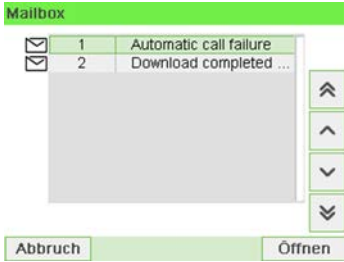 Mailbox
1 Automatic call failure
2 Download completed ...
Abbruch Öffnen